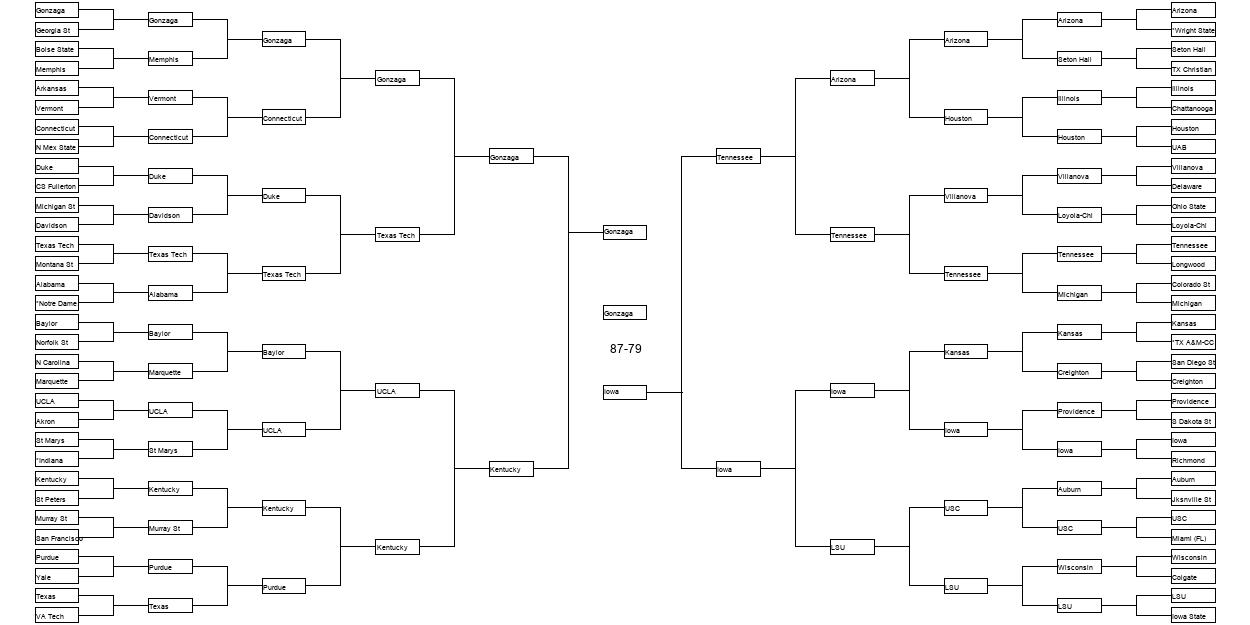 Gonzaga
Georgia St
Boise State
Memphis
Arkansas
Vermont
Connecticut
N Mex State
Duke
CS Fullerton
Michigan St
Davidson
Texas Tech
Montana St
Alabama
*Notre Dame
Baylor
Norfolk St
N Carolina
Marquette
UCLA
Akron
St Marys
*Indiana
Kentucky
St Peters
Murray St
San Francisco
Purdue
Yale
Texas
VA Tech
Gonzaga
Memphis
Vermont
Connecticut
Duke
Davidson
Texas Tech
Alabama
Baylor
Marquette
UCLA
St Marys
Kentucky
Murray St
Purdue
Texas
Gonzaga
Connecticut
Duke
Texas Tech
Baylor
UCLA
Kentucky
Purdue
Gonzaga
Texas Tech
UCLA
Kentucky
Gonzaga
Kentucky
Gonzaga
Gonzaga
87-79
Iowa
Tennessee
Iowa
Arizona
Tennessee
Iowa
LSU
Arizona
Houston
Villanova
Tennessee
Kansas
Iowa
USC
LSU
Arizona
Seton Hall
Illinois
Houston
Villanova
Loyola-Chi
Tennessee
Michigan
Kansas
Creighton
Providence
Iowa
Auburn
USC
Wisconsin
LSU
Arizona
*Wright State
Seton Hall
TX Christian
Illinois
Chattanooga
Houston
UAB
Villanova
Delaware
Ohio State
Loyola-Chi
Tennessee
Longwood
Colorado St
Michigan
Kansas
*TX A&M-CC
San Diego St
Creighton
Providence
S Dakota St
Iowa
Richmond
Auburn
Jksnville St
USC
Miami (FL)
Wisconsin
Colgate
LSU
Iowa State